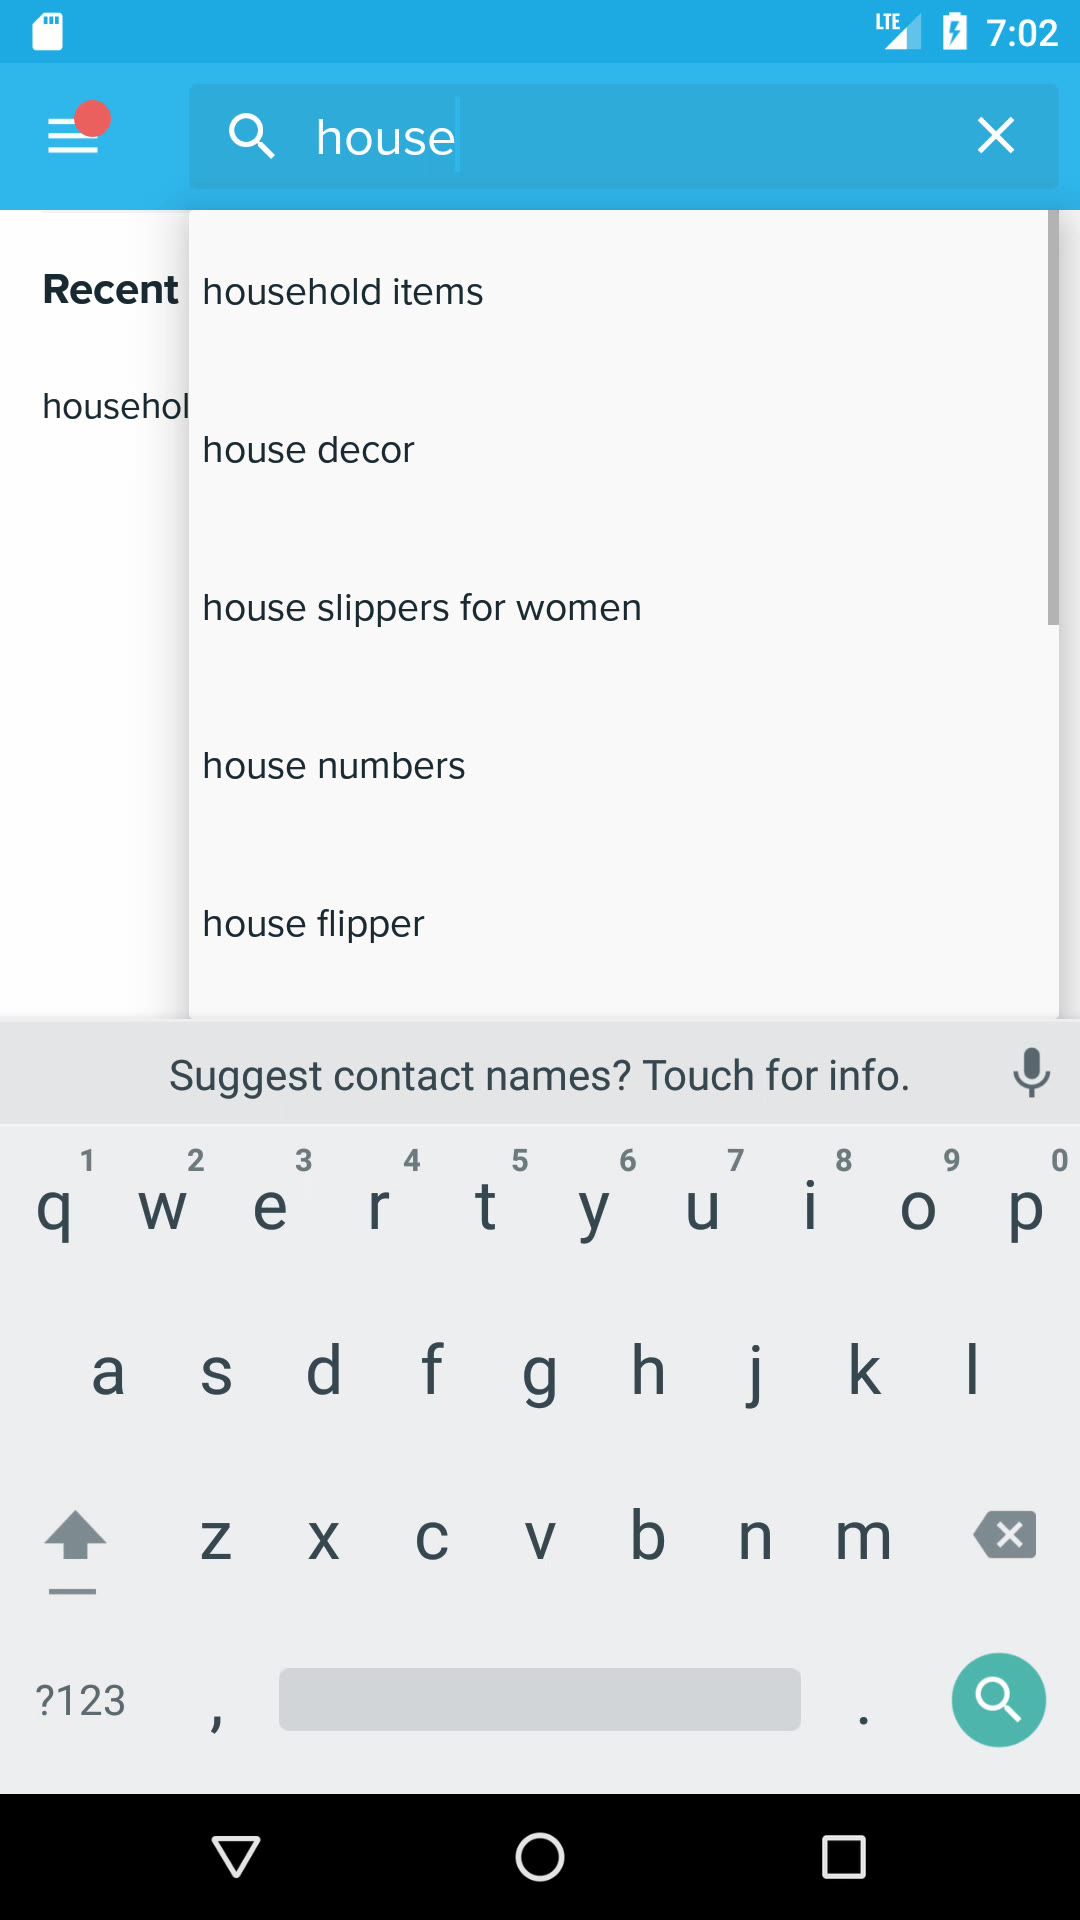 LTE 7:02
house
Recent
househol
household items
house decor
house slippers for women
house numbers
house flipper
Suggest contact names? Touch for info.
1 2 3 4 5 6 7 8 9 0
q w e r t y u i o p
a s d f g h j k l
z x c v b n m
?123 , .